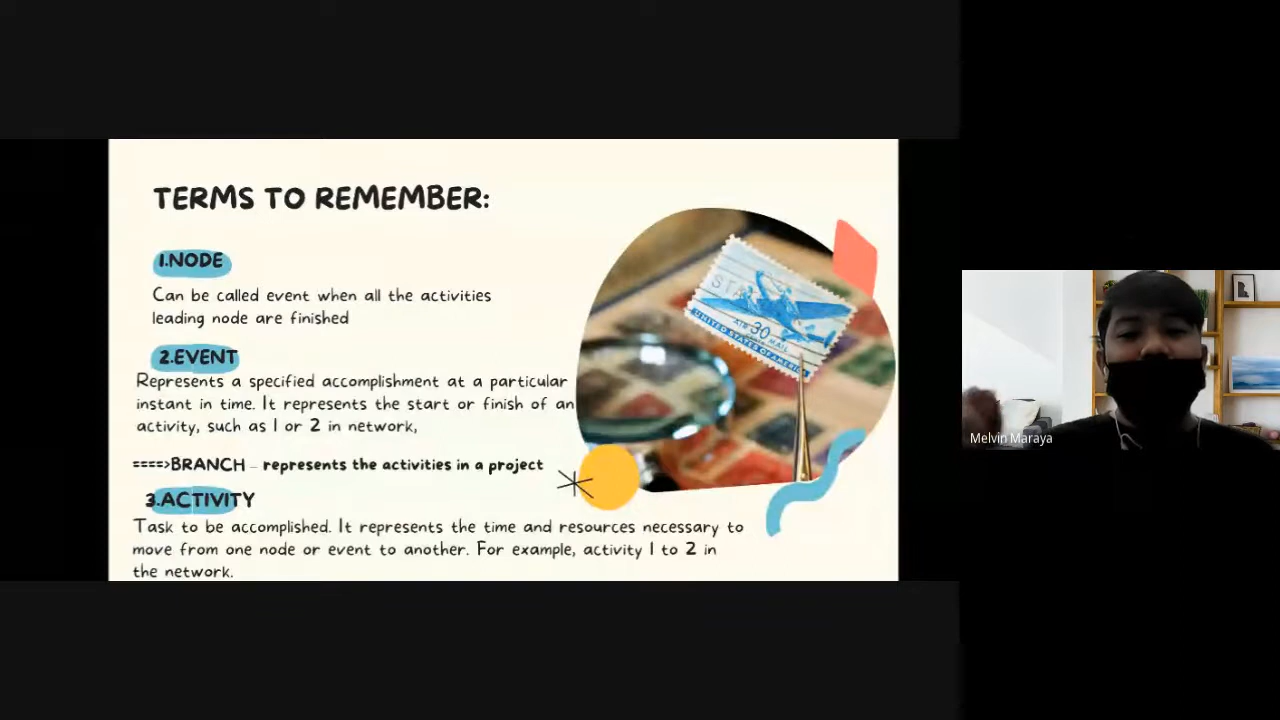 TERMS TO REMEMBER:
1.NODE
Can be called event when all the activities
leading node are finished
2.EVENT
Represents a specified accomplishment at a particular
instant in time. It represents the start or finish of an
activity, such as 1 or 2 in network,
====>BRANCH – represents the activities in a project
3.ACTIVITY
Task to be accomplished. It represents the time and resources necessary to
move from one node or event to another. For example, activity 1 to 2 in
the network.
AIR 30 MAIL
UNITED STATES OF AMERICA
Melvin Maraya